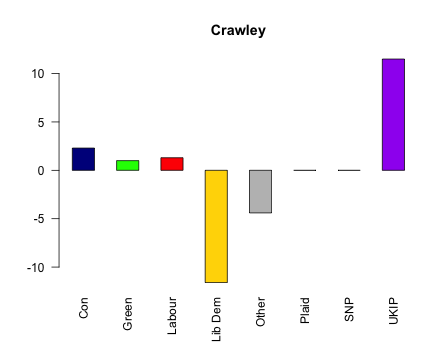 Crawley
10
5
0
-5
-10
Con
Green
Labour
Lib Dem
Other
Plaid
SNP
UKIP